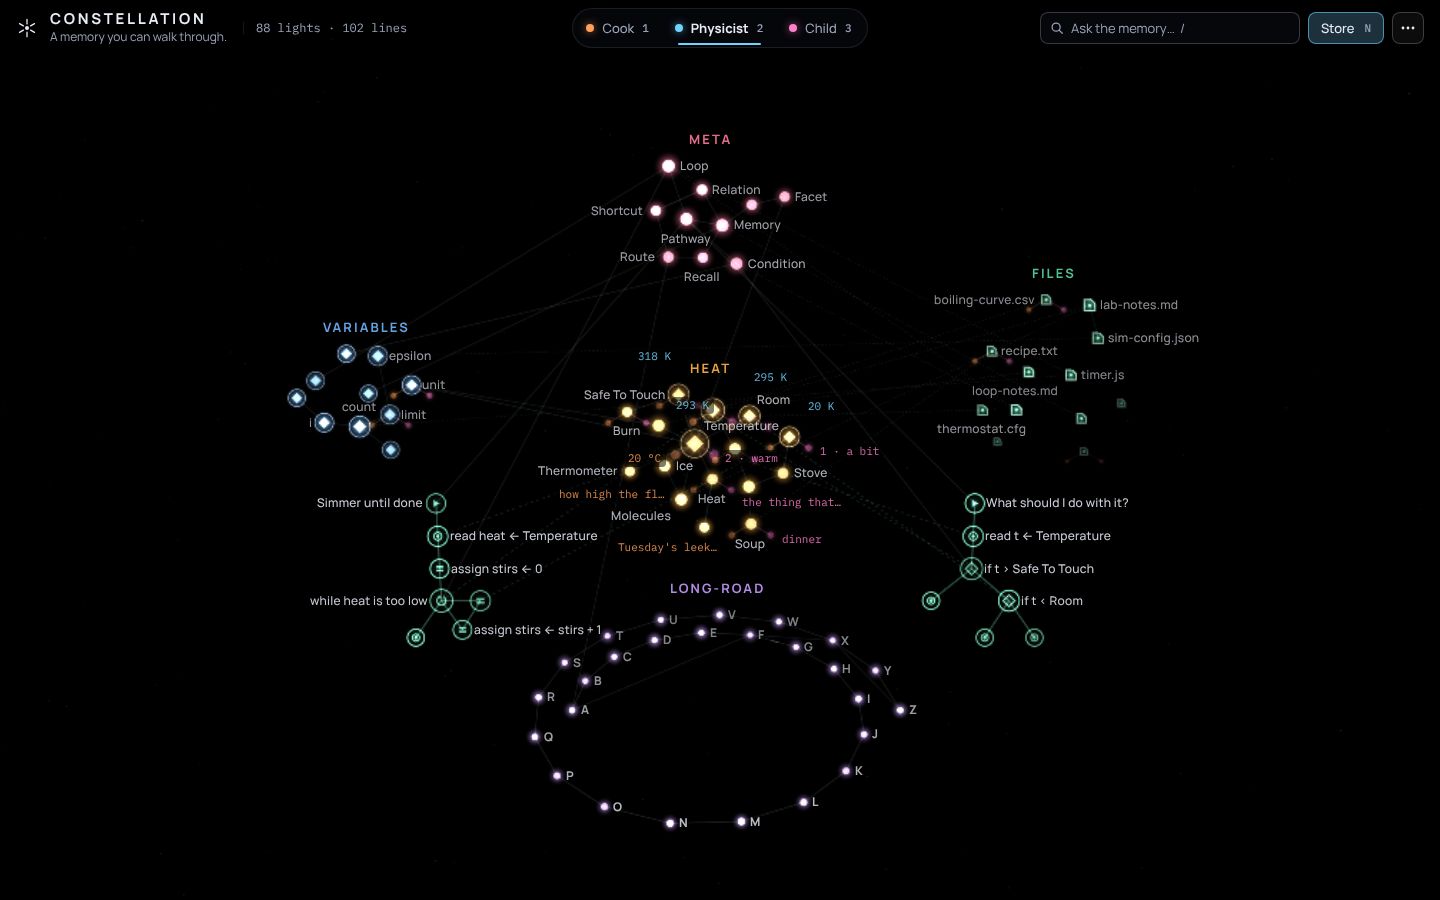 CONSTELLATION
A memory you can walk through.
88 lights · 102 lines
Cook 1
Physicist 2
Child 3
Ask the memory… /
Store N
META
Loop
Relation
Facet
Shortcut
Memory
Pathway
Route
Condition
Recall
FILES
boiling-curve.csv
lab-notes.md
sim-config.json
recipe.txt
timer.js
loop-notes.md
thermostat.cfg
VARIABLES
epsilon
unit
count
limit
i
318 K
HEAT
295 K
Safe To Touch
293 K
Room
20 K
Temperature
Burn
1 · a bit
20 °C
2 · warm
Ice
Thermometer
Stove
how high the fl…
Heat
the thing that…
Molecules
Tuesday's leek…
Soup
dinner
Simmer until done
read heat ← Temperature
assign stirs ← 0
while heat is too low
assign stirs ← stirs + 1
What should I do with it?
read t ← Temperature
if t > Safe To Touch
if t < Room
LONG-ROAD
A
B
C
D
E
F
G
H
I
J
K
L
M
N
O
P
Q
R
S
T
U
V
W
X
Y
Z